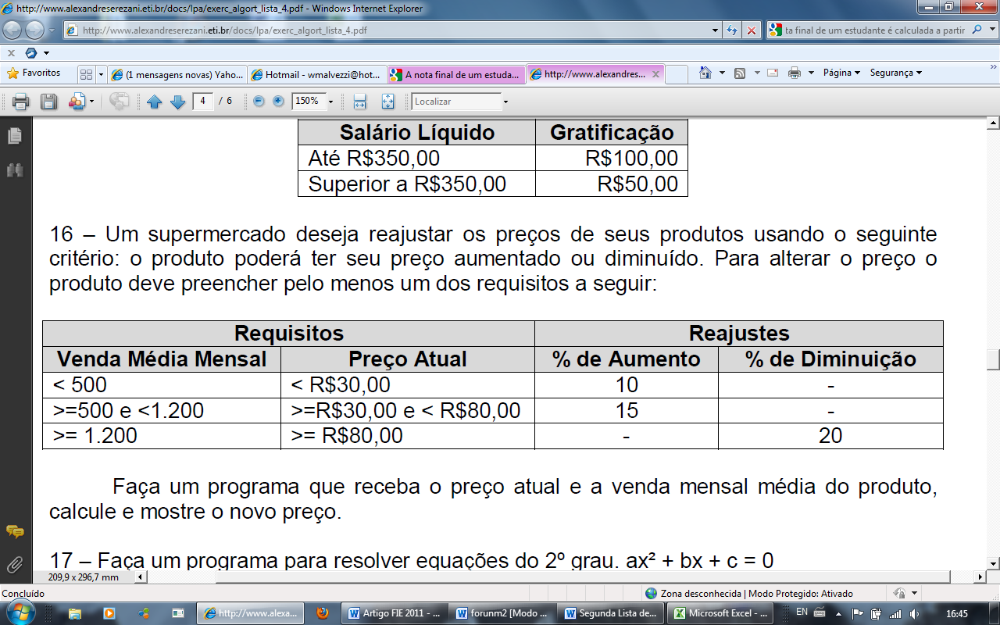 http://www.alexandreserezani.eti.br/docs/lpa/exerc_algort_lista_4.pdf - Windows Internet Explorer
http://www.alexandreserezani.eti.br/docs/lpa/exerc_algort_lista_4.pdf
ta final de um estudante é calculada a partir
Favoritos
(1 mensagens novas) Yaho...
Hotmail - wmalvezzi@hot...
A nota final de um estuda...
http://www.alexandres...
Página
Segurança
4 / 6
150%
Localizar
Salário Líquido Gratificação
Até R$350,00 R$100,00
Superior a R$350,00 R$50,00
16 – Um supermercado deseja reajustar os preços de seus produtos usando o seguinte
critério: o produto poderá ter seu preço aumentado ou diminuído. Para alterar o preço o
produto deve preencher pelo menos um dos requisitos a seguir:
Requisitos Reajustes
Venda Média Mensal Preço Atual % de Aumento % de Diminuição
< 500 < R$30,00 10 -
>=500 e <1.200 >=R$30,00 e < R$80,00 15 -
>= 1.200 >= R$80,00 - 20
Faça um programa que receba o preço atual e a venda mensal média do produto,
calcule e mostre o novo preço.
17 – Faça um programa para resolver equações do 2º grau. ax² + bx + c = 0
209,9 x 296,7 mm
Concluído
Zona desconhecida | Modo Protegido: Ativado
http://www.alexa...
Artigo FIE 2011 - ...
forunm2 [Modo ...
Segunda Lista de...
Microsoft Excel - ...
EN
16:45